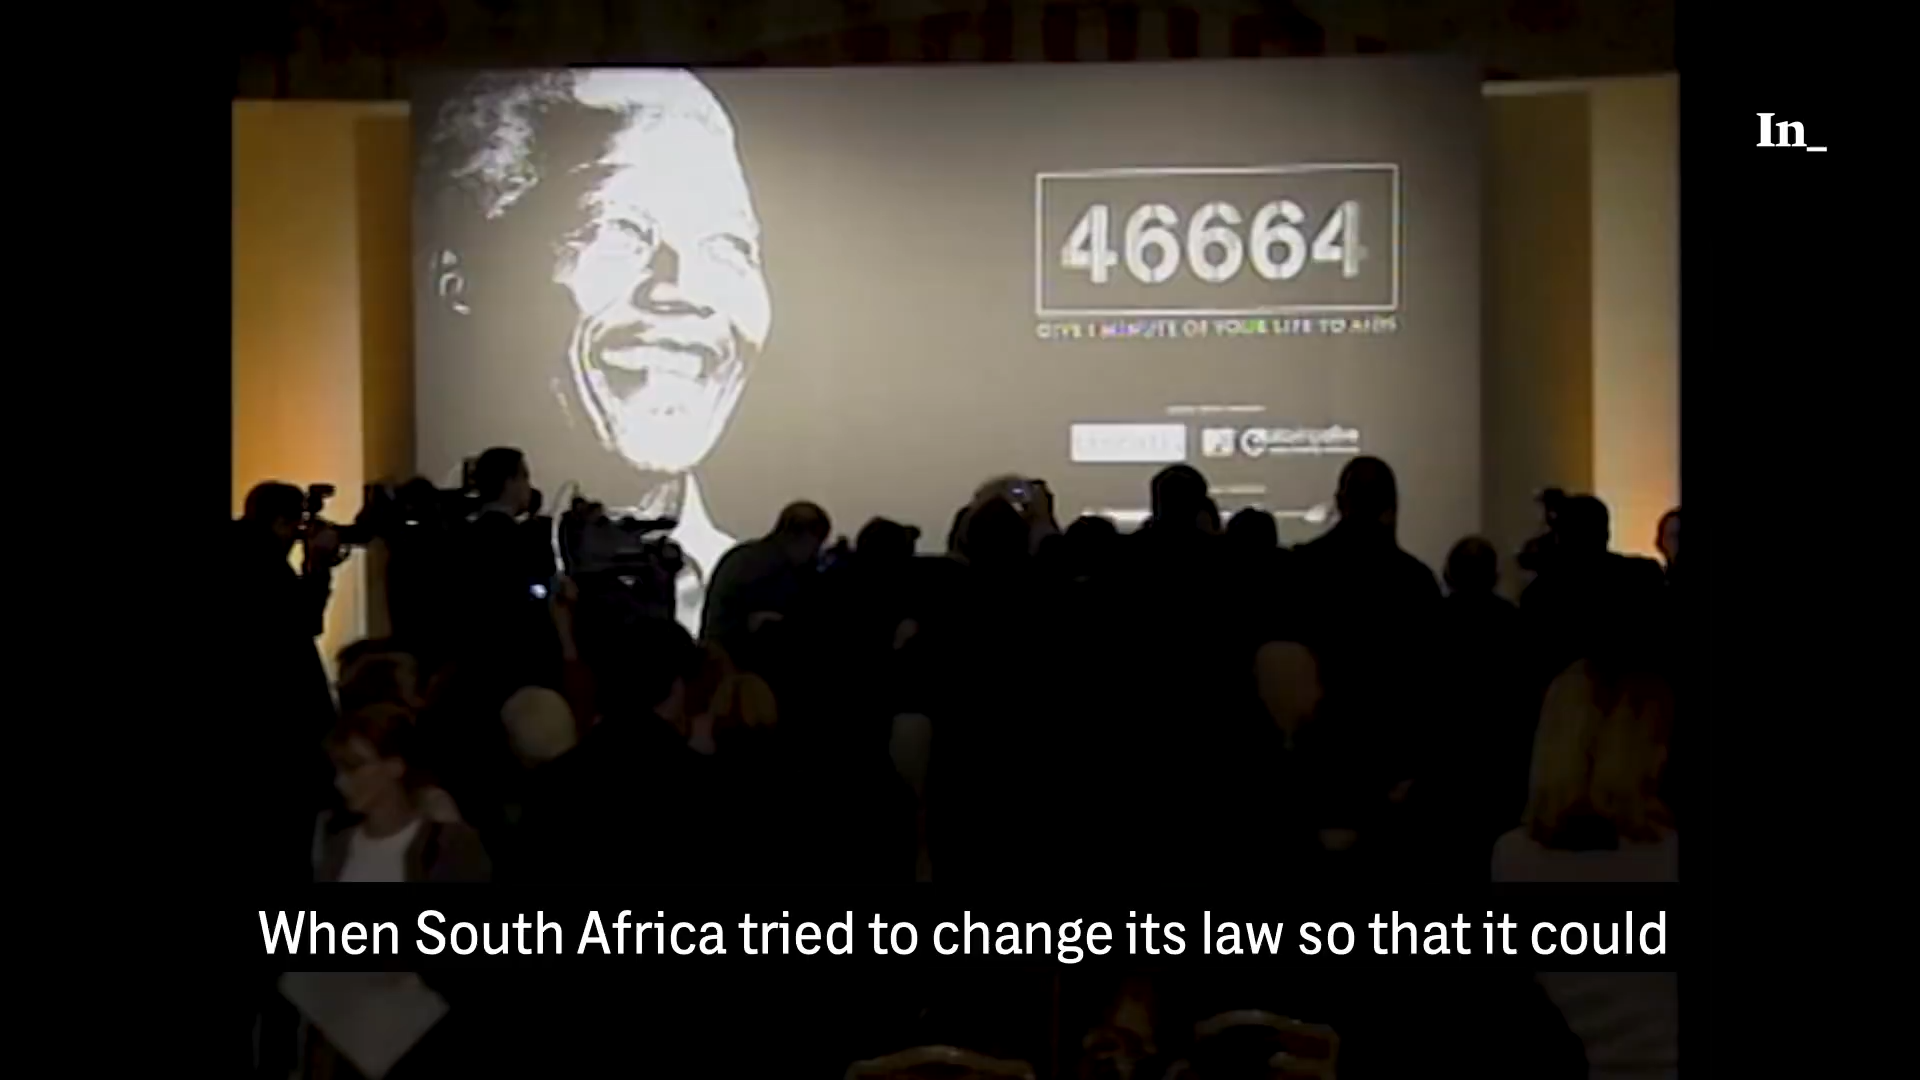 In_
46664
GIVE 1 MINUTE OF YOUR LIFE TO AIDS
When South Africa tried to change its law so that it could